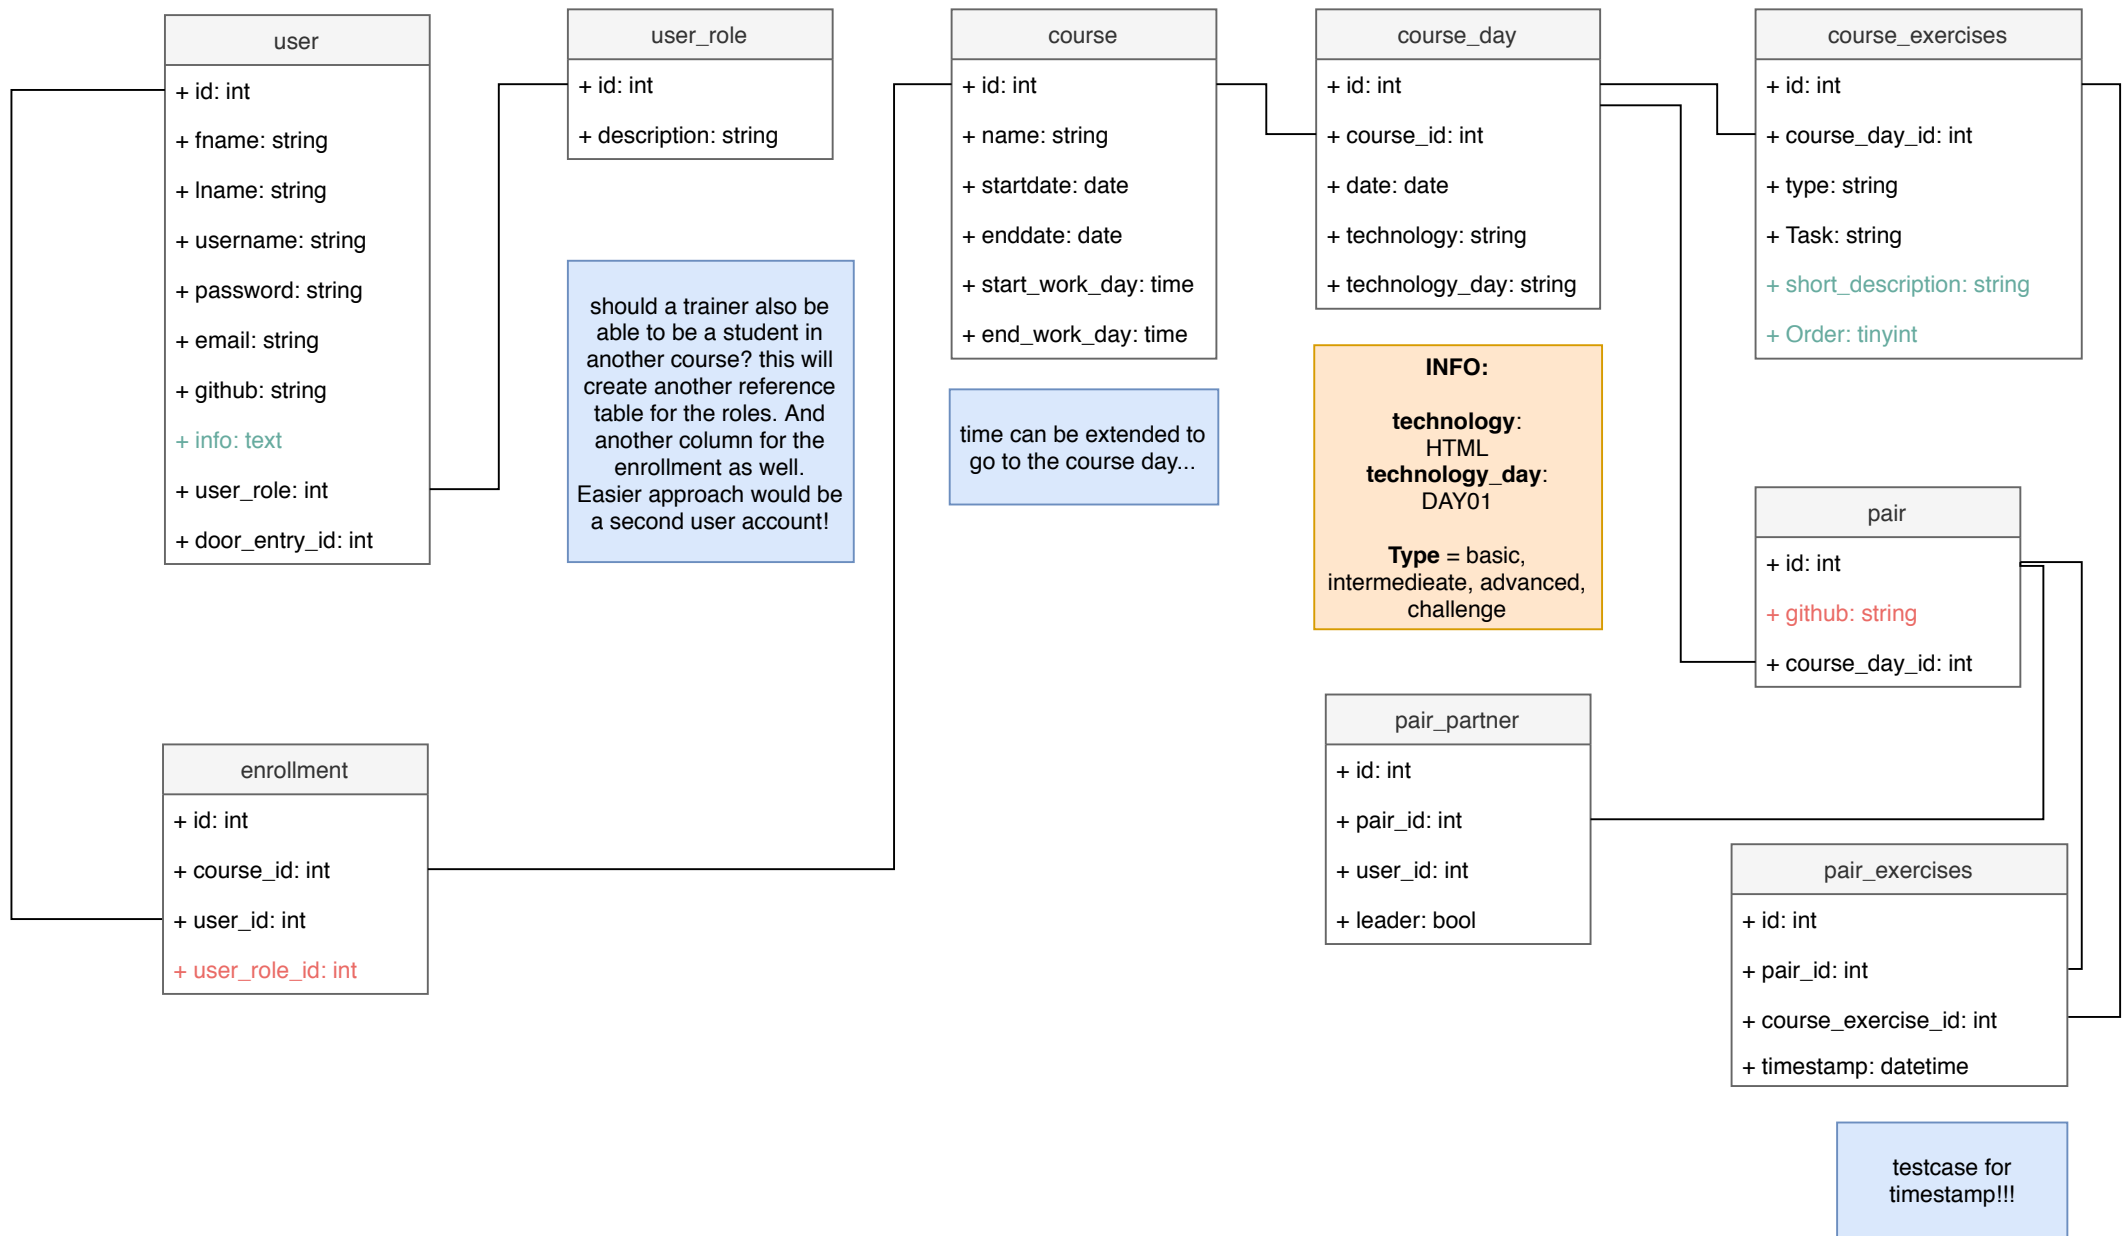 user
+ id: int
+ fname: string
+ lname: string
+ username: string
+ password: string
+ email: string
+ github: string
+ info: text
+ user_role: int
+ door_entry_id: int
user_role
+ id: int
+ description: string
should a trainer also be
able to be a student in
another course? this will
create another reference
table for the roles. And
another column for the
enrollment as well.
Easier approach would be
a second user account!
course
+ id: int
+ name: string
+ startdate: date
+ enddate: date
+ start_work_day: time
+ end_work_day: time
time can be extended to
go to the course day...
course_day
+ id: int
+ course_id: int
+ date: date
+ technology: string
+ technology_day: string
INFO:
technology:
HTML
technology_day:
DAY01
Type = basic,
intermedieate, advanced,
challenge
course_exercises
+ id: int
+ course_day_id: int
+ type: string
+ Task: string
+ short_description: string
+ Order: tinyint
pair
+ id: int
+ github: string
+ course_day_id: int
enrollment
+ id: int
+ course_id: int
+ user_id: int
+ user_role_id: int
pair_partner
+ id: int
+ pair_id: int
+ user_id: int
+ leader: bool
pair_exercises
+ id: int
+ pair_id: int
+ course_exercise_id: int
+ timestamp: datetime
testcase for
timestamp!!!